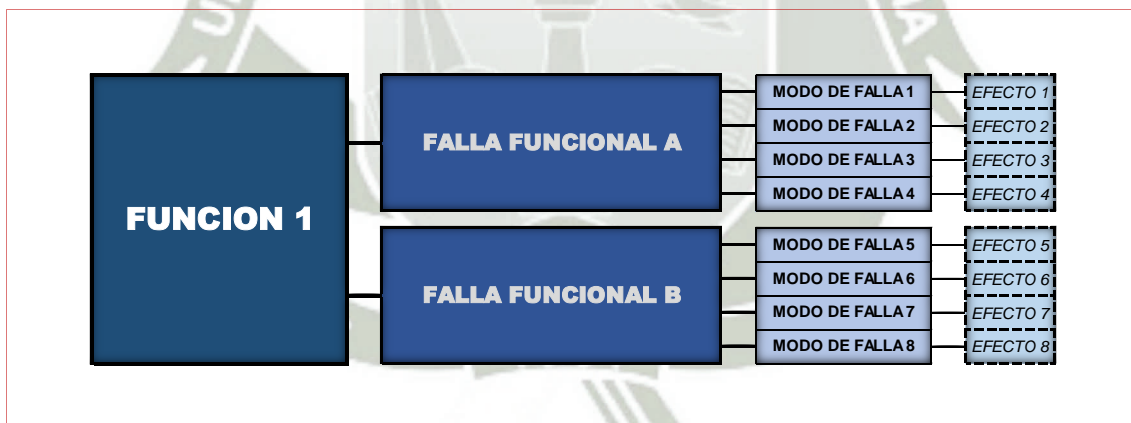 FUNCION 1
FALLA FUNCIONAL A
MODO DE FALLA 1
EFECTO 1
MODO DE FALLA 2
EFECTO 2
MODO DE FALLA 3
EFECTO 3
MODO DE FALLA 4
EFECTO 4
FALLA FUNCIONAL B
MODO DE FALLA 5
EFECTO 5
MODO DE FALLA 6
EFECTO 6
MODO DE FALLA 7
EFECTO 7
MODO DE FALLA 8
EFECTO 8